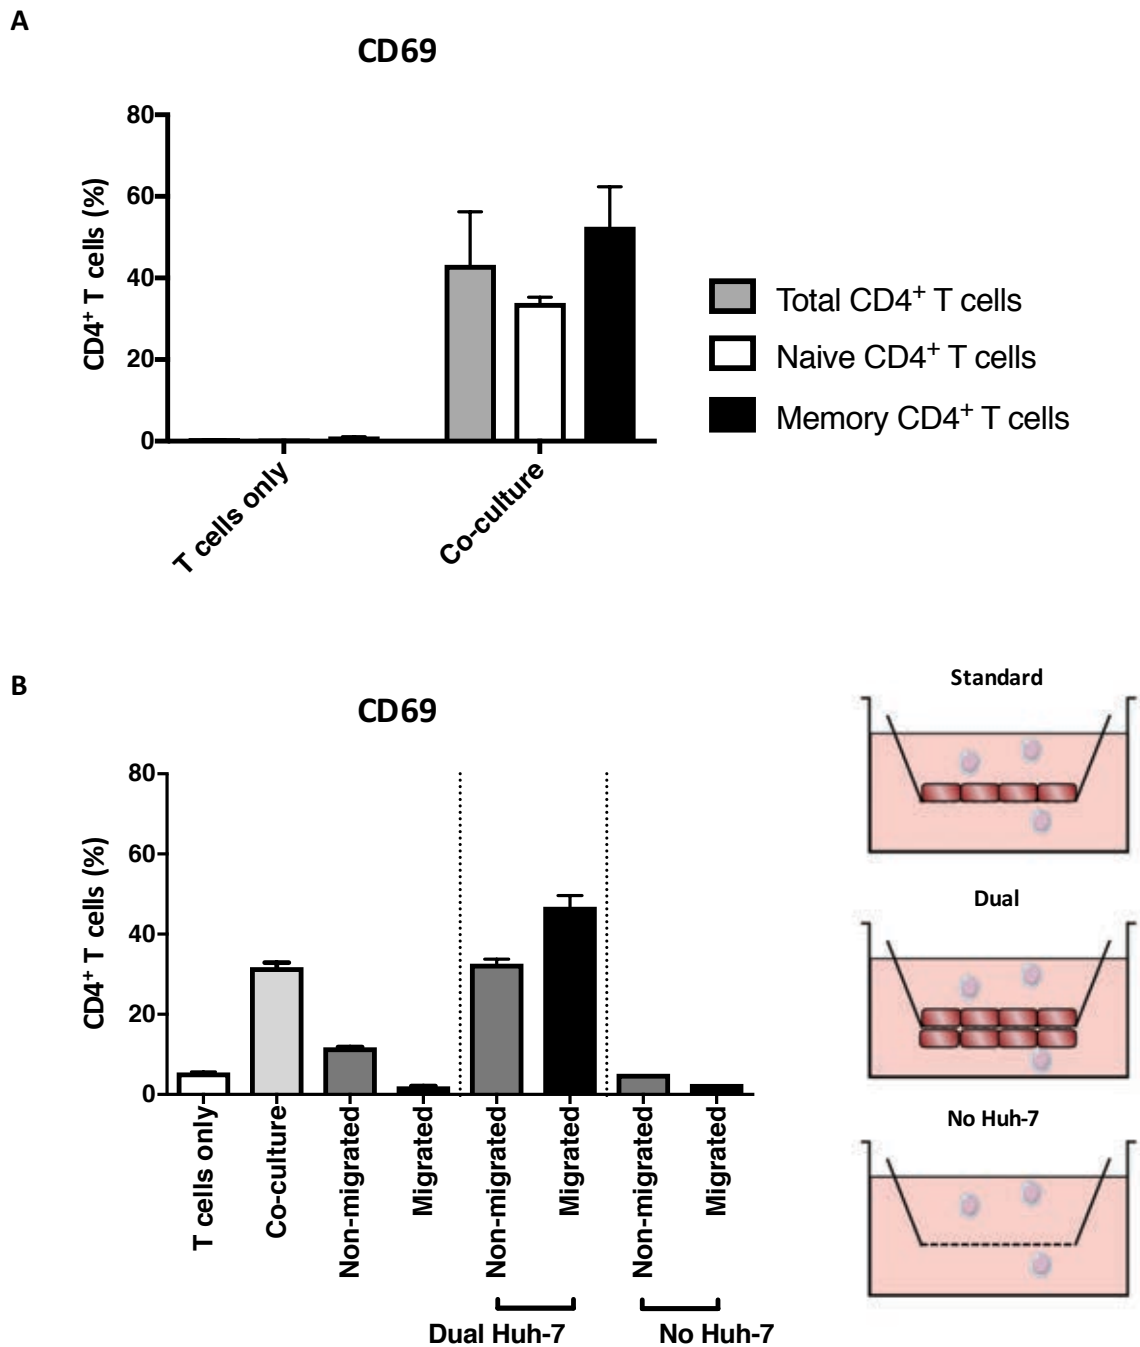 A
CD69
80
60
40
20
0
CD4+ T cells (%)
T cells only
Co-culture
Total CD4+ T cells
Naive CD4+ T cells
Memory CD4+ T cells
B
CD69
80
60
40
20
0
CD4+ T cells (%)
T cells only
Co-culture
Non-migrated
Migrated
Non-migrated
Migrated
Non-migrated
Migrated
Dual Huh-7
No Huh-7
Standard
Dual
No Huh-7